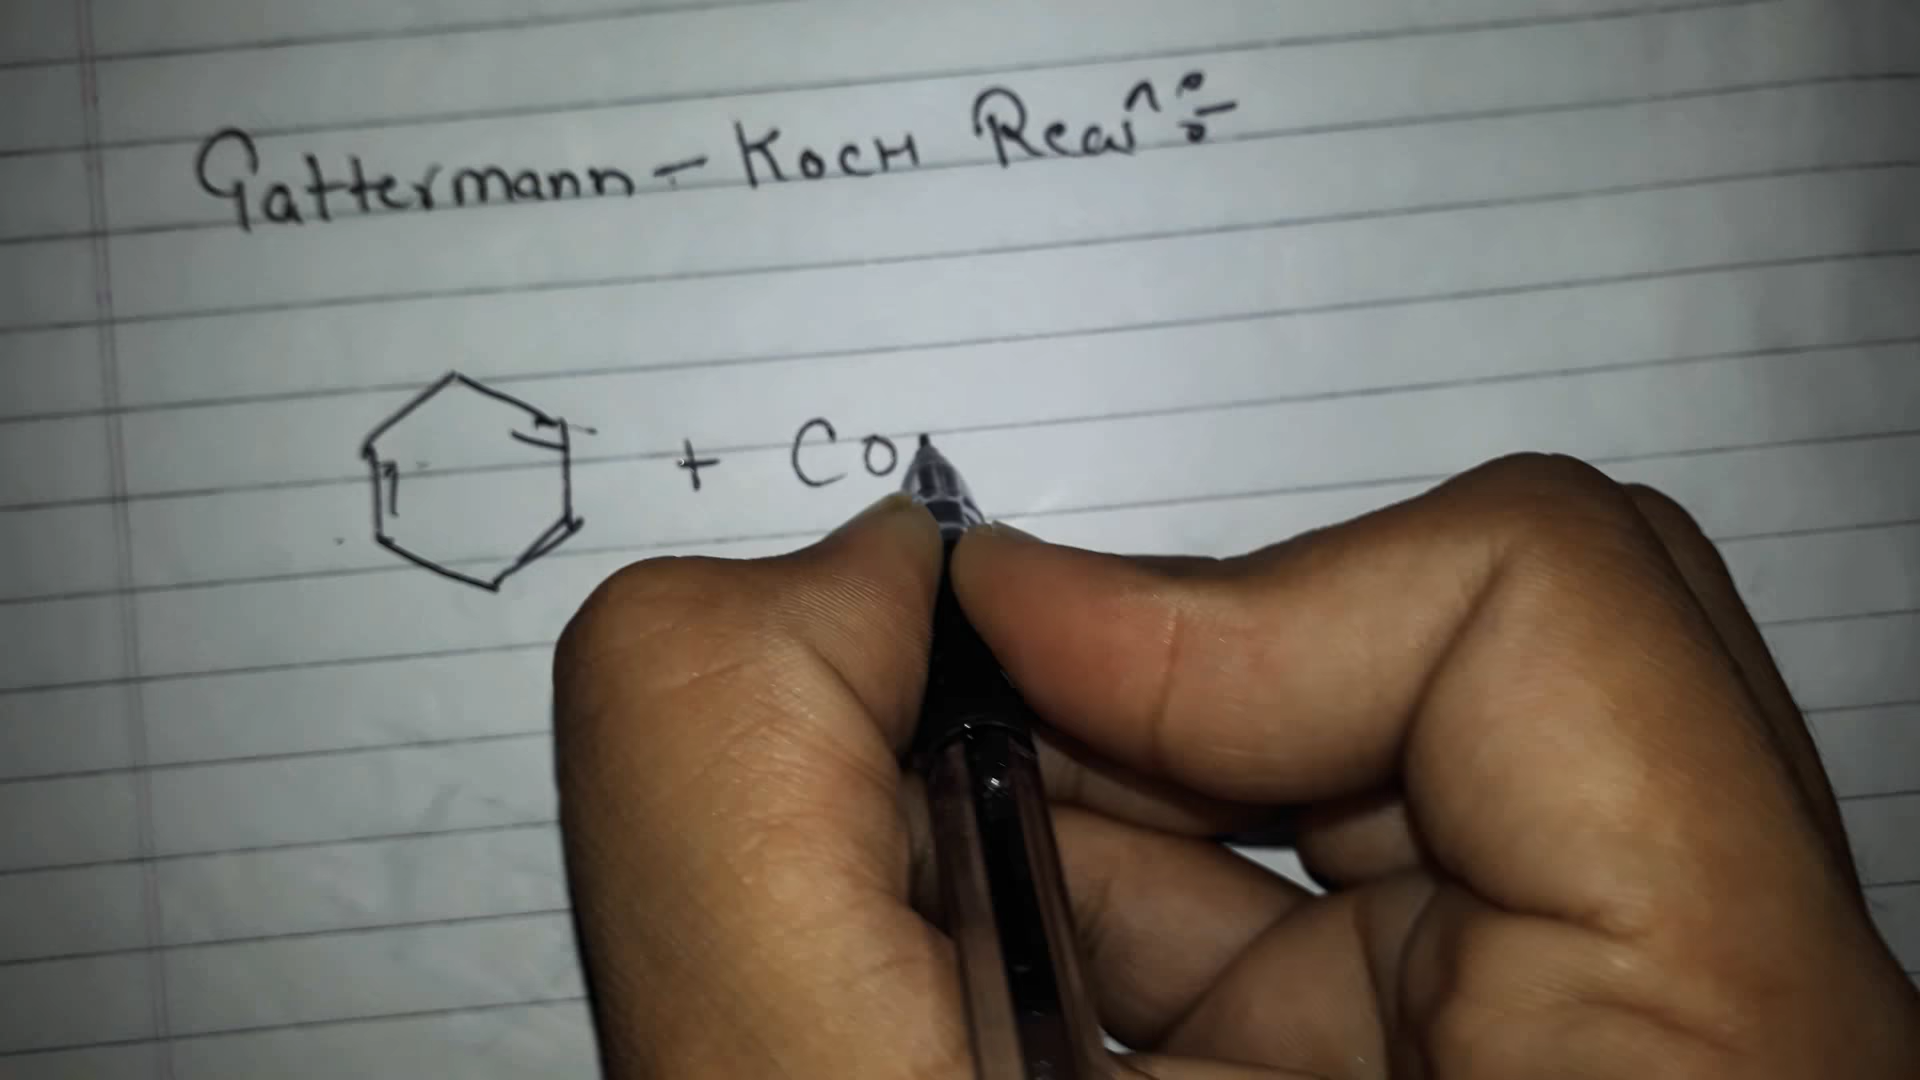 Gattermann - Koch Reaⁿ :-
+ CO